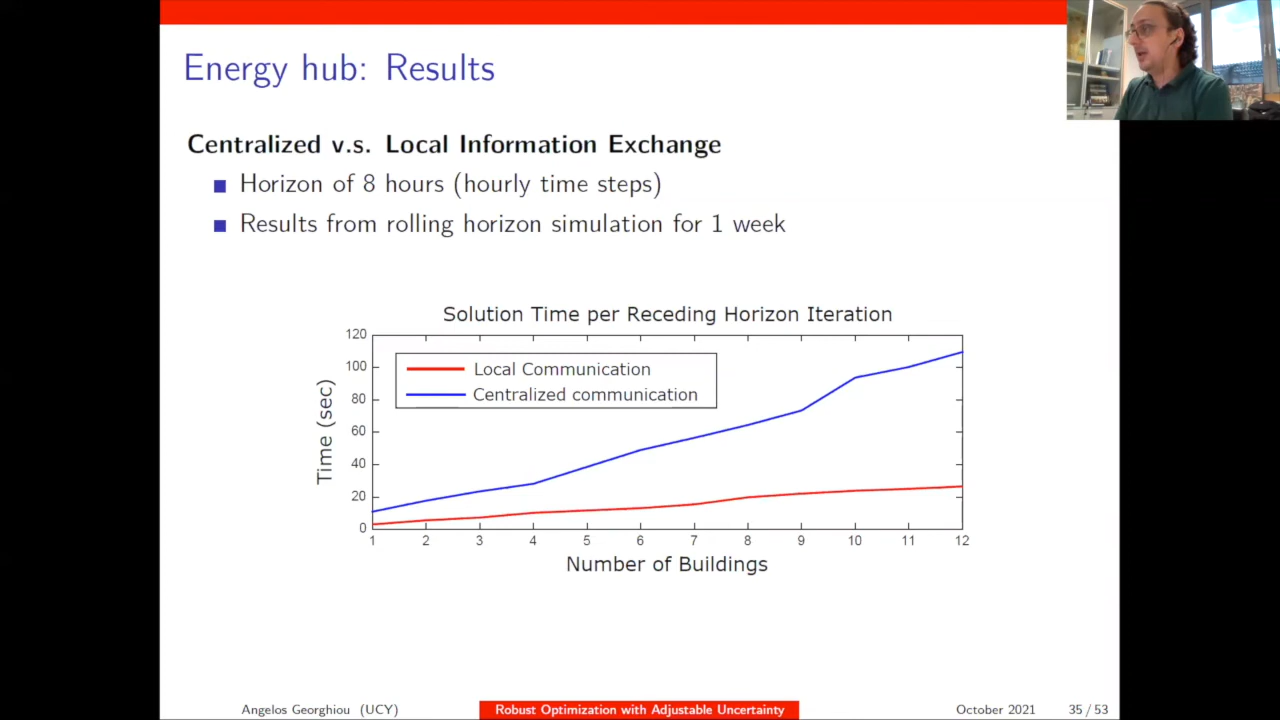 Energy hub: Results
Centralized v.s. Local Information Exchange
Horizon of 8 hours (hourly time steps)
Results from rolling horizon simulation for 1 week
Solution Time per Receding Horizon Iteration
120
100
80
60
40
20
0
Time (sec)
Local Communication
Centralized communication
1 2 3 4 5 6 7 8 9 10 11 12
Number of Buildings
Angelos Georghiou (UCY) Robust Optimization with Adjustable Uncertainty October 2021 35 / 53